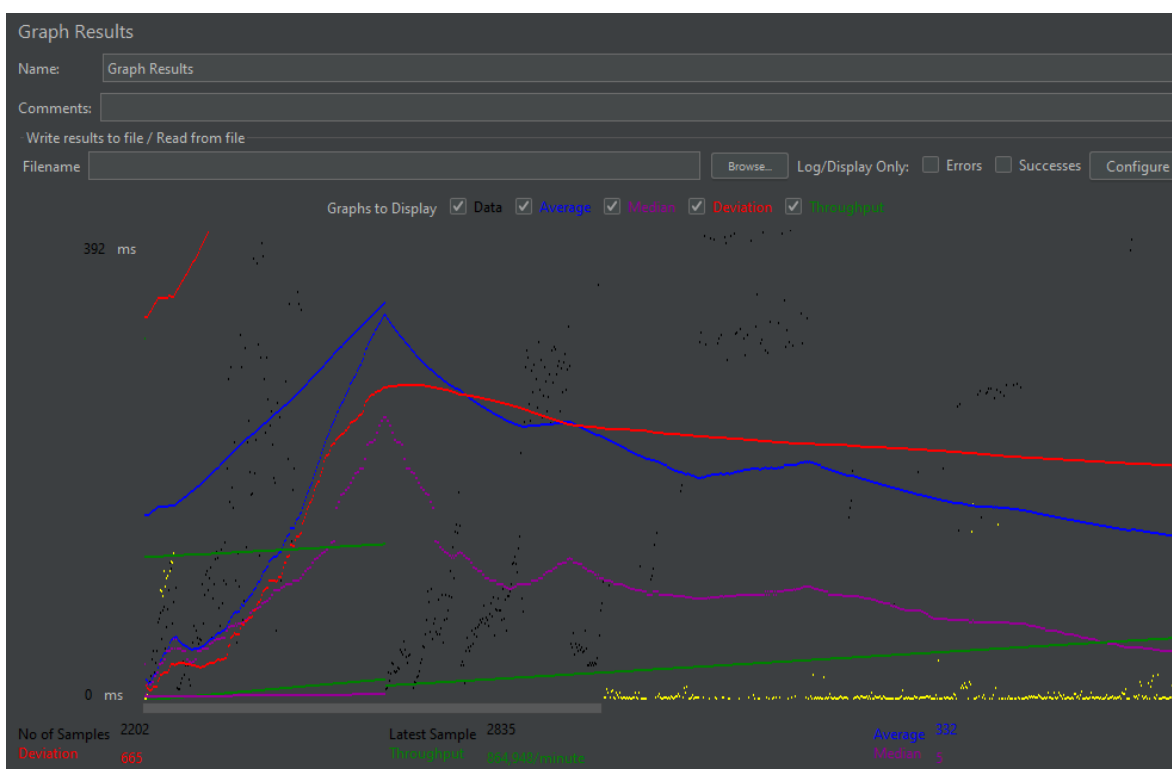 Graph Results
Name: Graph Results
Comments:
Write results to file / Read from file
Filename Browse... Log/Display Only: Errors Successes Configure
Graphs to Display Data Average Median Deviation Throughput
392 ms
0 ms
No of Samples 2202 Latest Sample 2835 Average 332
Deviation 665 Throughput 864,948/minute Median